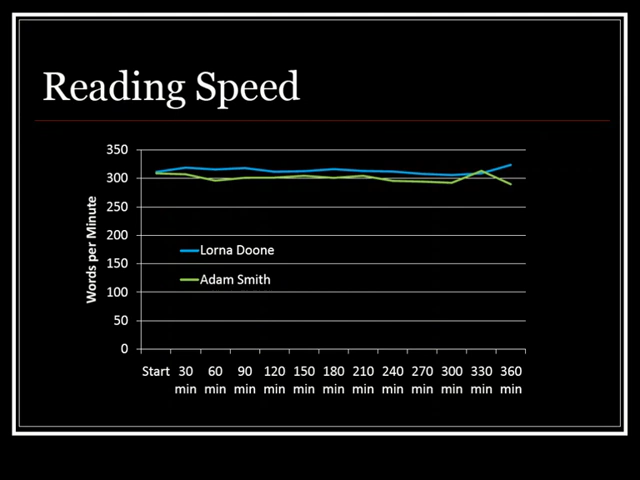 Reading Speed
350
300
250
200
150
100
50
0
Words per Minute
Lorna Doone
Adam Smith
Start 30 min 60 min 90 min 120 min 150 min 180 min 210 min 240 min 270 min 300 min 330 min 360 min